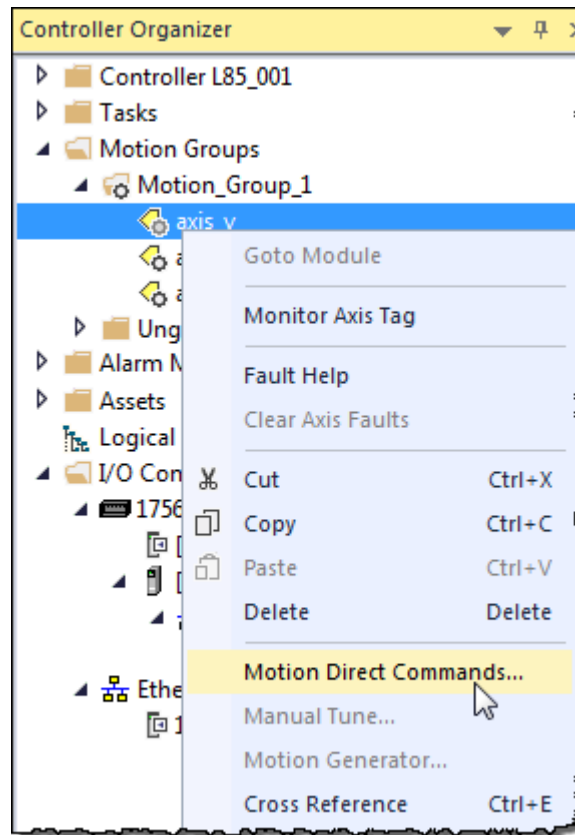 Controller Organizer
Controller L85_001
Tasks
Motion Groups
Motion_Group_1
axis_v
Goto Module
Monitor Axis Tag
Ung
Alarm M
Fault Help
Assets
Clear Axis Faults
Logical
I/O Con
Cut Ctrl+X
1756
Copy Ctrl+C
Paste Ctrl+V
Delete Delete
Motion Direct Commands...
Ethe
Manual Tune...
Motion Generator...
Cross Reference Ctrl+E